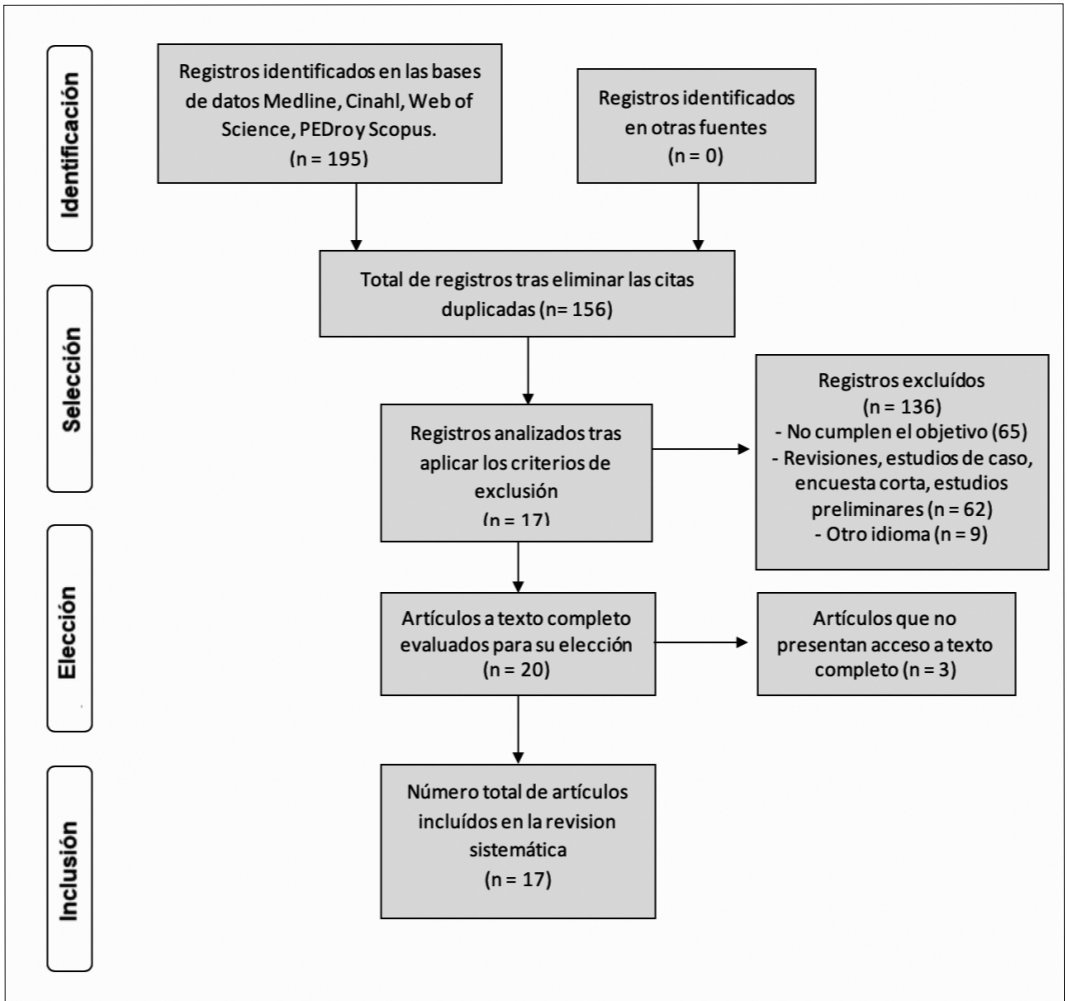 Identificación
Registros identificados en las bases
de datos Medline, Cinahl, Web of
Science, PEDro y Scopus.
(n = 195)
Registros identificados
en otras fuentes
(n = 0)
Total de registros tras eliminar las citas
duplicadas (n= 156)
Selección
Registros analizados tras
aplicar los criterios de
exclusión
(n = 17)
Registros excluídos
(n = 136)
- No cumplen el objetivo (65)
- Revisiones, estudios de caso,
encuesta corta, estudios
preliminares (n = 62)
- Otro idioma (n = 9)
Elección
Artículos a texto completo
evaluados para su elección
(n = 20)
Artículos que no
presentan acceso a texto
completo (n = 3)
Inclusión
Número total de artículos
incluídos en la revision
sistemática
(n = 17)